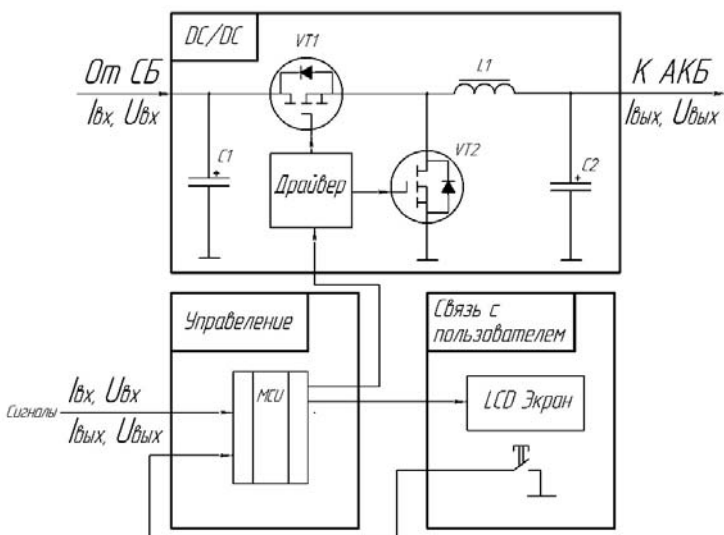 DC/DC
VT1
От СБ
Iвх, Uвх
C1
Драйвер
VT2
L1
C2
К АКБ
Iвых, Uвых
Управеление
Сигналы
Iвх, Uвх
Iвых, Uвых
MCU
Связь с
пользователем
LCD Экран